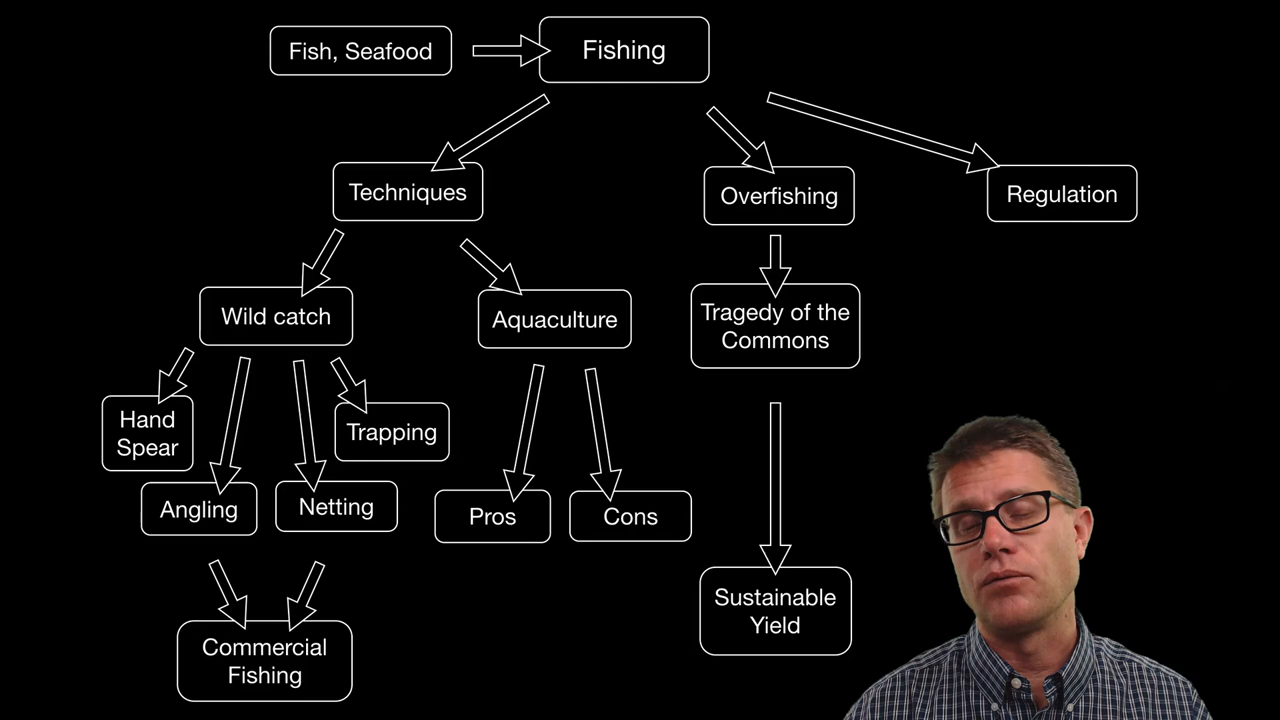 Fish, Seafood
Fishing
Techniques
Overfishing
Regulation
Wild catch
Aquaculture
Tragedy of the
Commons
Hand
Spear
Trapping
Angling
Netting
Pros
Cons
Sustainable
Yield
Commercial
Fishing